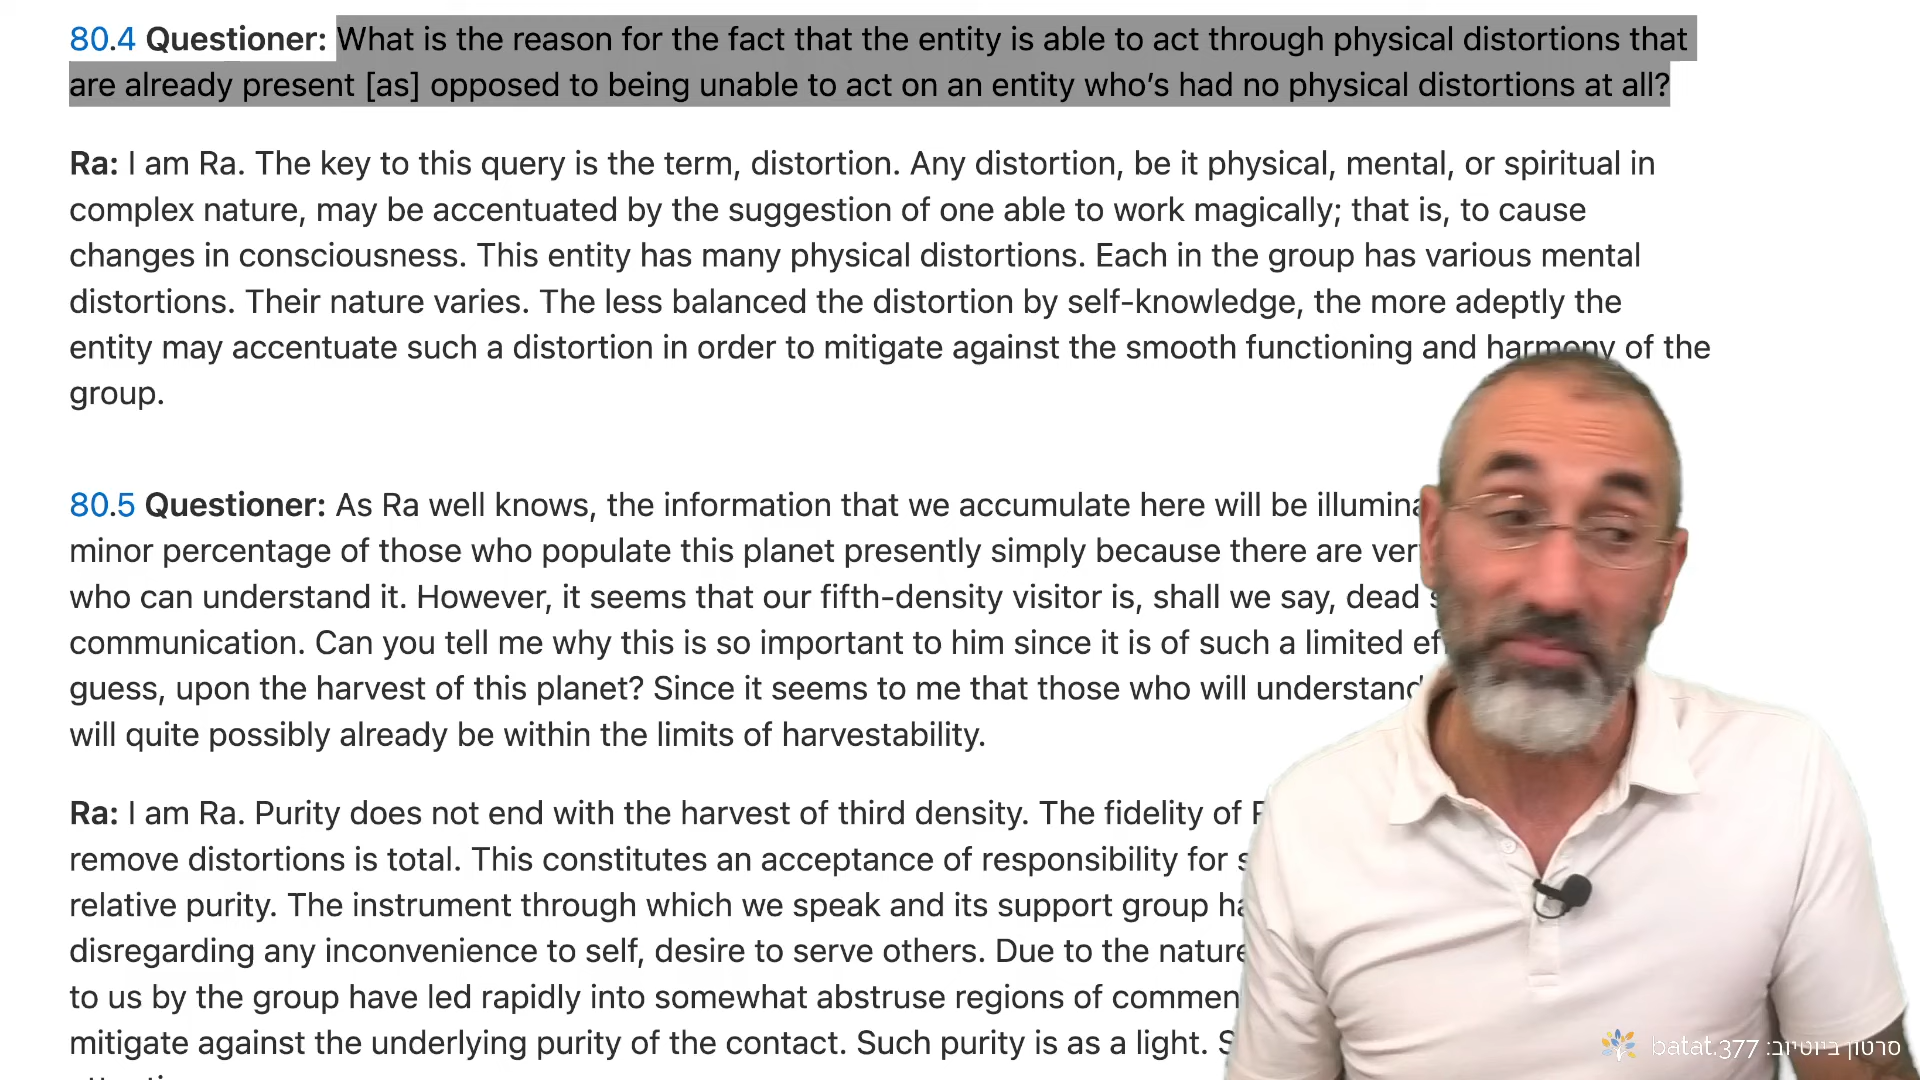 80.4 Questioner: What is the reason for the fact that the entity is able to act through physical distortions that
are already present [as] opposed to being unable to act on an entity who's had no physical distortions at all?
Ra: I am Ra. The key to this query is the term, distortion. Any distortion, be it physical, mental, or spiritual in
complex nature, may be accentuated by the suggestion of one able to work magically; that is, to cause
changes in consciousness. This entity has many physical distortions. Each in the group has various mental
distortions. Their nature varies. The less balanced the distortion by self-knowledge, the more adeptly the
entity may accentuate such a distortion in order to mitigate against the smooth functioning and harmony of the
group.
80.5 Questioner: As Ra well knows, the information that we accumulate here will be
minor percentage of those who populate this planet presently simply because there are
who can understand it. However, it seems that our fifth-density visitor is, shall we say, dead
communication. Can you tell me why this is so important to him since it is of such a limited
guess, upon the harvest of this planet? Since it seems to me that those who will understand
will quite possibly already be within the limits of harvestability.
Ra: I am Ra. Purity does not end with the harvest of third density. The fidelity of
remove distortions is total. This constitutes an acceptance of responsibility for
relative purity. The instrument through which we speak and its support group
disregarding any inconvenience to self, desire to serve others. Due to the nature
to us by the group have led rapidly into somewhat abstruse regions of
mitigate against the underlying purity of the contact. Such purity is as a light.
סרטון ביוטיוב: batat.377